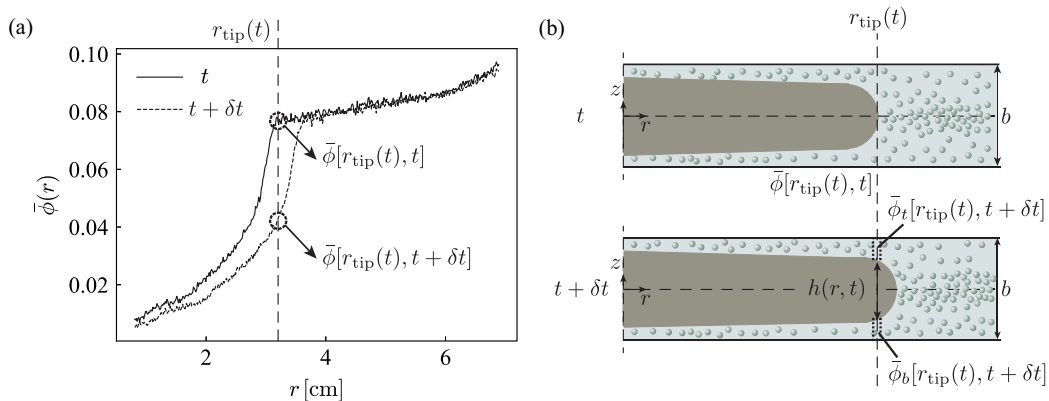 (a)
r_tip(t)
0.10
0.08
0.06
0.04
0.02
ϕ̄(r)
t
t + δt
ϕ̄[r_tip(t), t]
ϕ̄[r_tip(t), t + δt]
2
4
6
r [cm]
(b)
r_tip(t)
t
z
r
b
ϕ̄[r_tip(t), t]
ϕ̄_t[r_tip(t), t + δt]
t + δt
z
r
h(r, t)
b
ϕ̄_b[r_tip(t), t + δt]